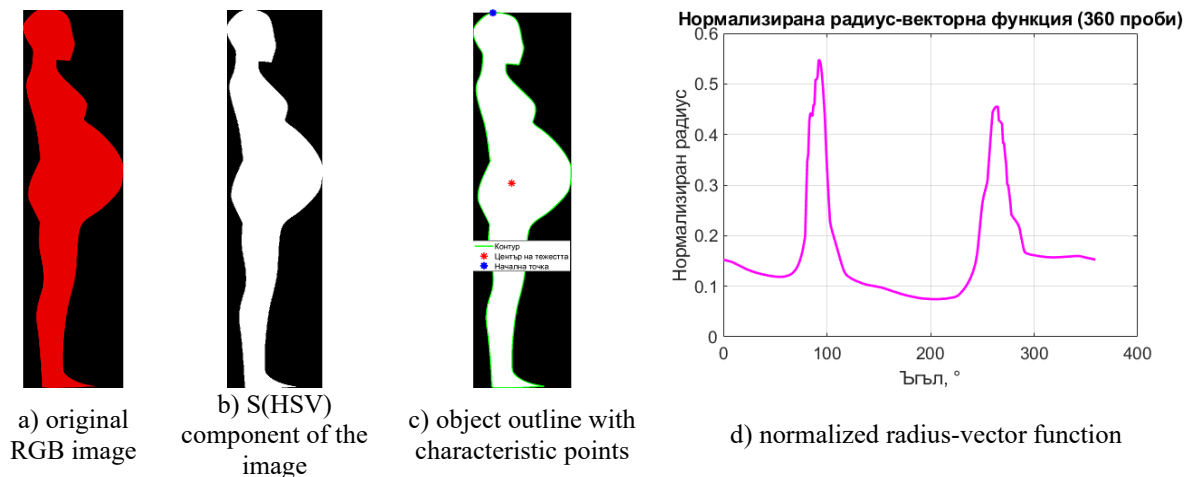 Контур
Център на тежестта
Начална точка
Нормализирана радиус-векторна функция (360 проби)
Нормализиран радиус
0.6
0.5
0.4
0.3
0.2
0.1
0
0 100 200 300 400
Ъгъл, °
a) original
RGB image
b) S(HSV)
component of the
image
c) object outline with
characteristic points
d) normalized radius-vector function